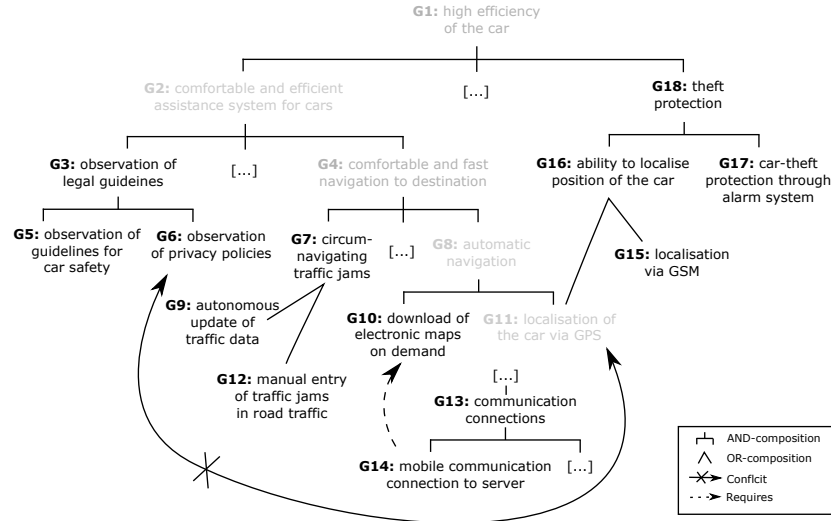 G1: high efficiency
of the car
G2: comfortable and efficient
assistance system for cars
[...]
G18: theft
protection
G3: observation of
legal guideines
[...]
G4: comfortable and fast
navigation to destination
G16: ability to localise
position of the car
G17: car-theft
protection through
alarm system
G5: observation of
guidelines for
car safety
G6: observation
of privacy policies
G7: circum-
navigating
traffic jams
[...]
G8: automatic
navigation
G15: localisation
via GSM
G9: autonomous
update of
traffic data
G10: download of
electronic maps
on demand
G11: localisation of
the car via GPS
G12: manual entry
of traffic jams
in road traffic
[...]
G13: communication
connections
G14: mobile communication
connection to server
[...]
AND-composition
OR-composition
Conflcit
Requires